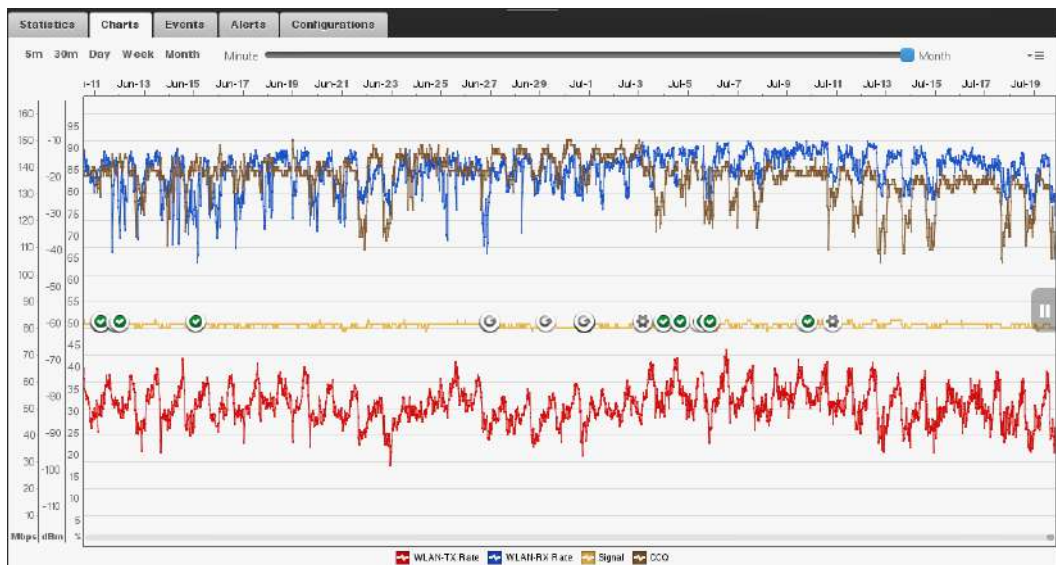 Statistics Charts Events Alerts Configurations
5m 30m Day Week Month Minute Month
-11 Jun-13 Jun-15 Jun-17 Jun-19 Jun-21 Jun-23 Jun-25 Jun-27 Jun-29 Jul-1 Jul-3 Jul-5 Jul-7 Jul-9 Jul-11 Jul-13 Jul-15 Jul-17 Jul-19
160
95
150 -10 90
140 85
-20 80
130
120 -30 75
70
110 -40 65
100 60
90 55
80 50
45
70 -70 40
60 35
-80
50 30
40 -90 25
30 20
-100
20 15
-110 10
10 5
Mbps dBm %
WLAN-TX Rate WLAN-RX Rate Signal CCQ